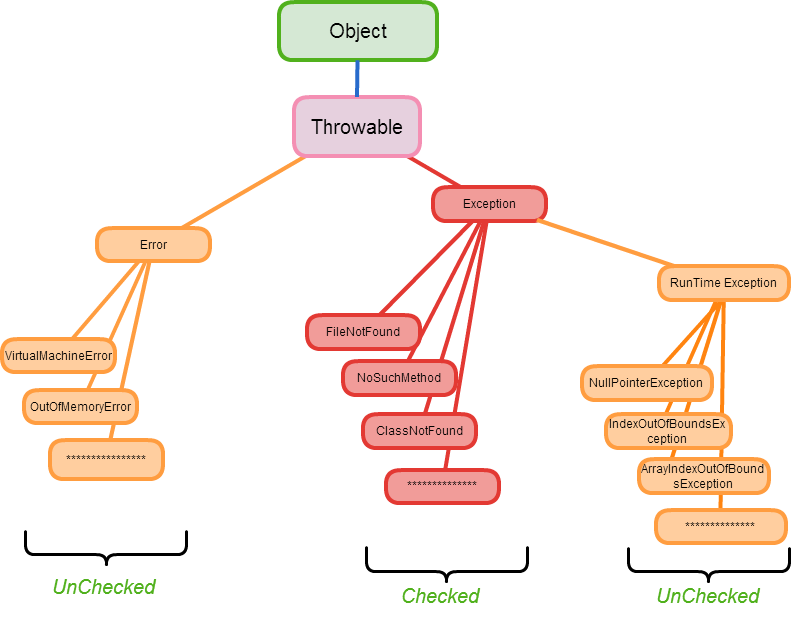 Object
Throwable
Exception
Error
RunTime Exception
FileNotFound
VirtualMachineError
NoSuchMethod
NullPointerException
OutOfMemoryError
IndexOutOfBoundsEx
ception
ClassNotFound
****************
ArrayIndexOutOfBound
sException
**************
**************
UnChecked
Checked
UnChecked